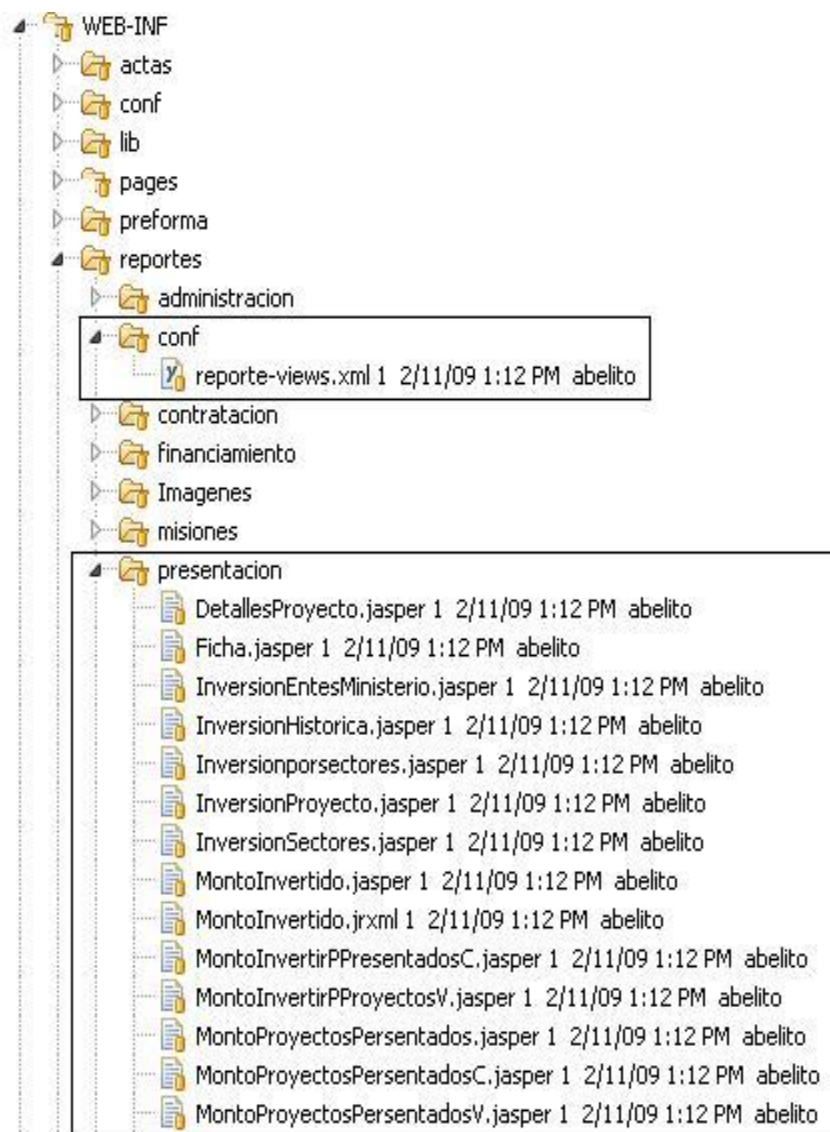 WEB-INF
actas
conf
lib
pages
preforma
reportes
administracion
conf
reporte-views.xml 1 2/11/09 1:12 PM abelito
contratacion
financiamiento
Imagenes
misiones
presentacion
DetallesProyecto.jasper 1 2/11/09 1:12 PM abelito
Ficha.jasper 1 2/11/09 1:12 PM abelito
InversionEntesMinisterio.jasper 1 2/11/09 1:12 PM abelito
InversionHistorica.jasper 1 2/11/09 1:12 PM abelito
Inversionporsectores.jasper 1 2/11/09 1:12 PM abelito
InversionProyecto.jasper 1 2/11/09 1:12 PM abelito
InversionSectores.jasper 1 2/11/09 1:12 PM abelito
MontoInvertido.jasper 1 2/11/09 1:12 PM abelito
MontoInvertido.jrxml 1 2/11/09 1:12 PM abelito
MontoInvertirPPresentadosC.jasper 1 2/11/09 1:12 PM abelito
MontoInvertirPProyectosV.jasper 1 2/11/09 1:12 PM abelito
MontoProyectosPersentados.jasper 1 2/11/09 1:12 PM abelito
MontoProyectosPersentadosC.jasper 1 2/11/09 1:12 PM abelito
MontoProyectosPersentadosV.jasper 1 2/11/09 1:12 PM abelito